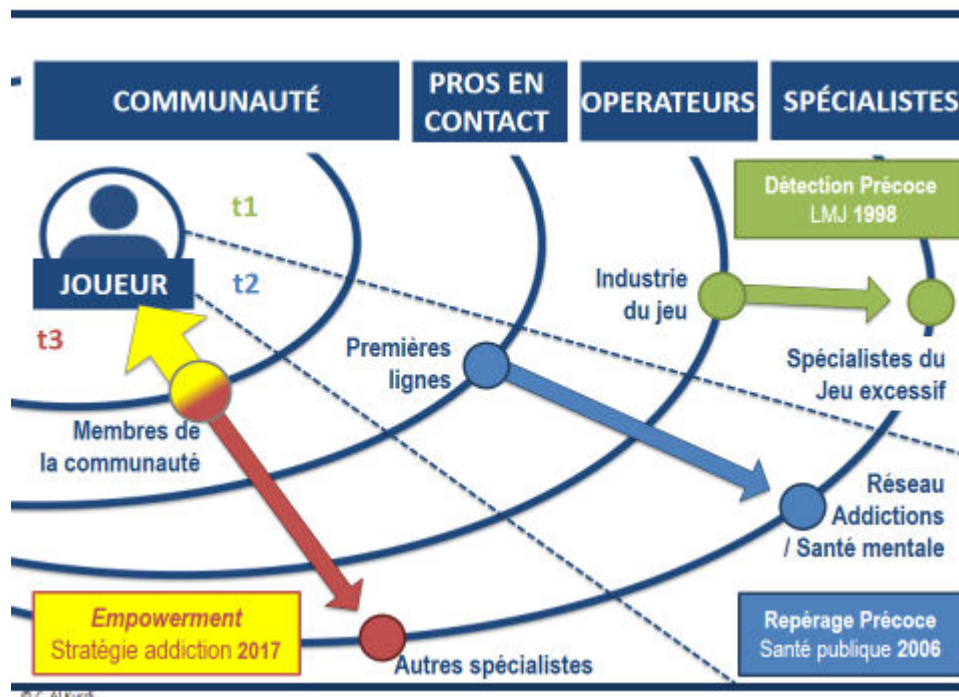 COMMUNAUTÉ
PROS EN
CONTACT
OPERATEURS
SPÉCIALISTES
Détection Précoce
LMJ 1998
t1
JOUEUR
t2
Industrie
du jeu
t3
Premières
lignes
Spécialistes du
Jeu excessif
Membres de
la communauté
Réseau
Addictions
/ Santé mentale
Empowerment
Stratégie addiction 2017
Repérage Précoce
Santé publique 2006
Autres spécialistes